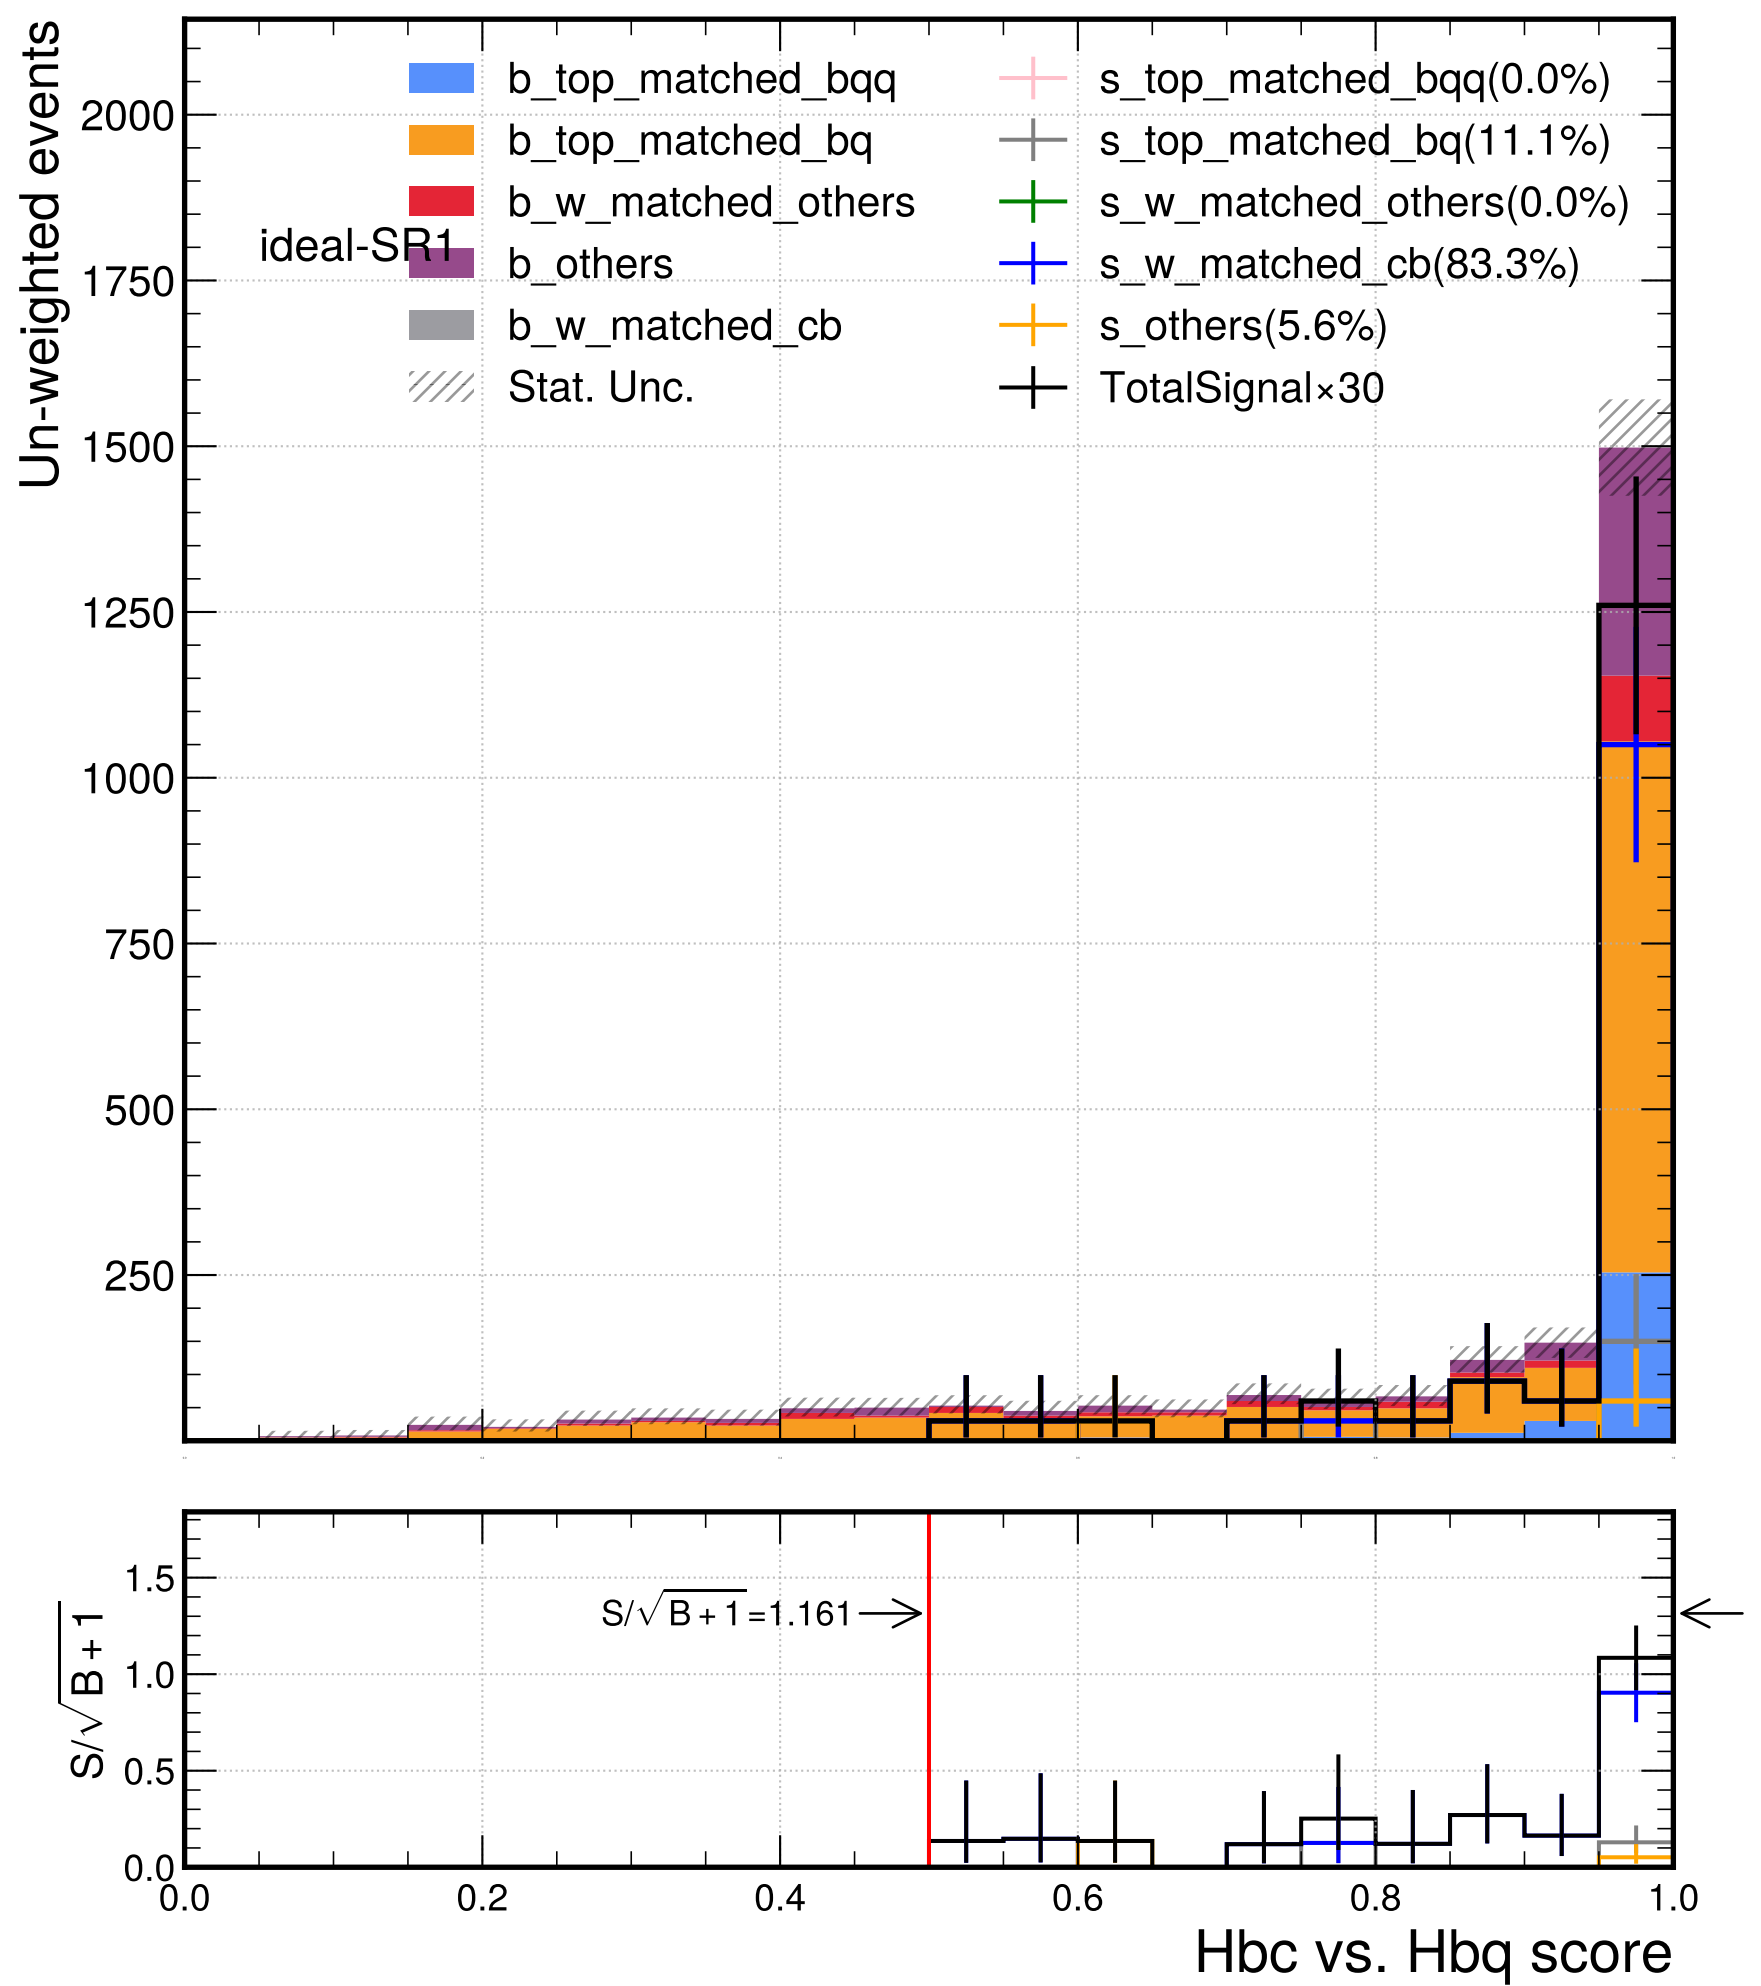 Un-weighted events
2000
1750
1500
1250
1000
750
500
250
b_top_matched_bqq
b_top_matched_bq
b_w_matched_others
b_others
b_w_matched_cb
Stat. Unc.
s_top_matched_bqq(0.0%)
s_top_matched_bq(11.1%)
s_w_matched_others(0.0%)
s_w_matched_cb(83.3%)
s_others(5.6%)
TotalSignal×30
ideal-SR1
S/√B+1
1.5
1.0
0.5
0.0
S/√B+1=1.161
0.0 0.2 0.4 0.6 0.8 1.0
Hbc vs. Hbq score